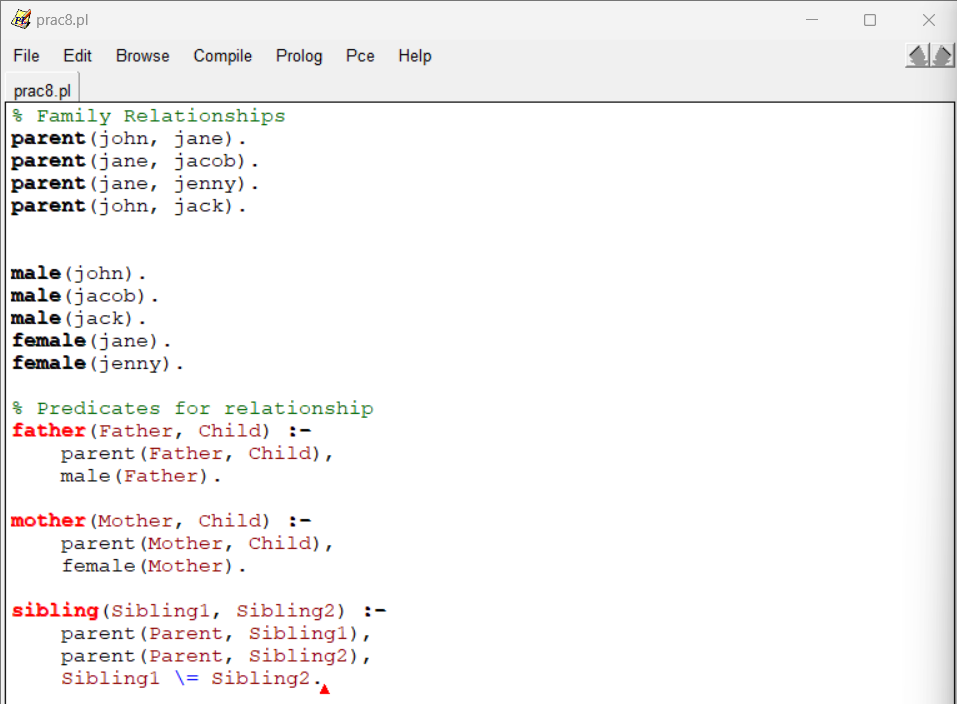 prac8.pl
File Edit Browse Compile Prolog Pce Help
prac8.pl
% Family Relationships
parent(john, jane).
parent(jane, jacob).
parent(jane, jenny).
parent(john, jack).
male(john).
male(jacob).
male(jack).
female(jane).
female(jenny).
% Predicates for relationship
father(Father, Child) :-
    parent(Father, Child),
    male(Father).
mother(Mother, Child) :-
    parent(Mother, Child),
    female(Mother).
sibling(Sibling1, Sibling2) :-
    parent(Parent, Sibling1),
    parent(Parent, Sibling2),
    Sibling1 \= Sibling2.